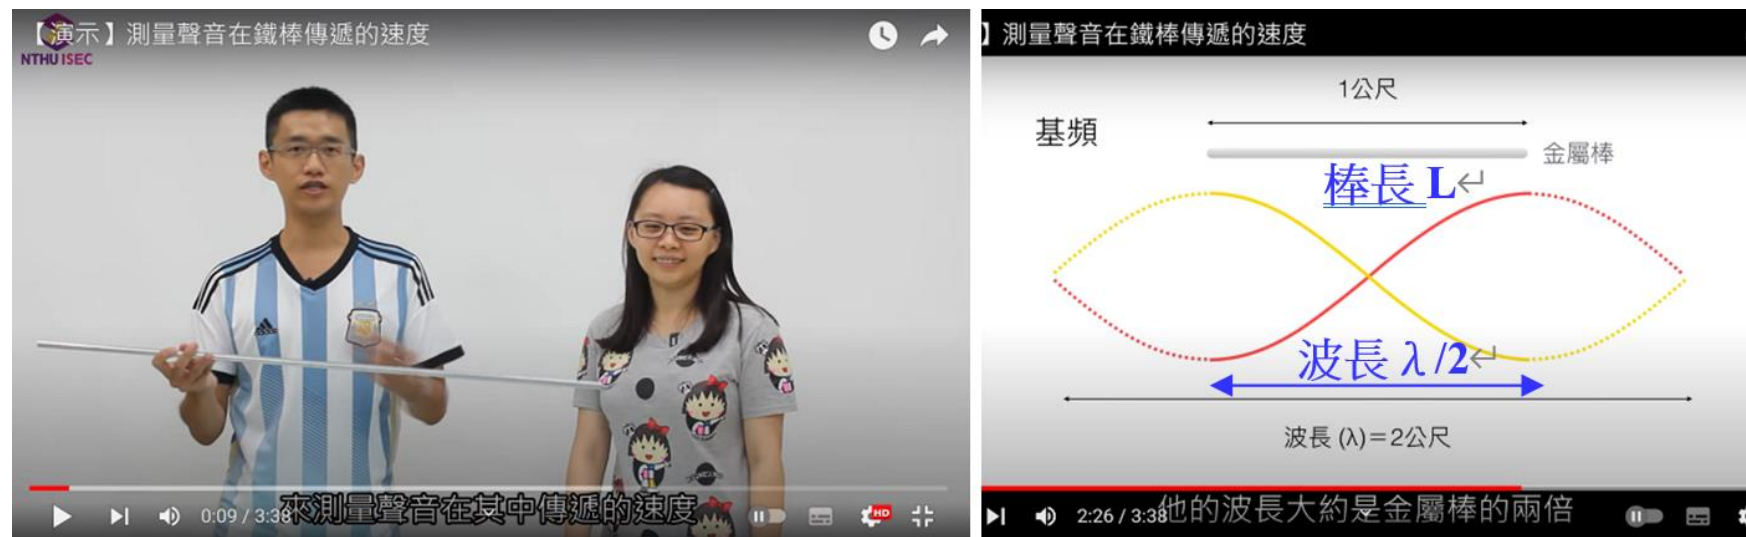 【演示】測量聲音在鐵棒傳遞的速度
NTHU ISEC
來測量聲音在其中傳遞的速度
0:09 / 3:38
HD
】測量聲音在鐵棒傳遞的速度
1公尺
基頻
金屬棒
棒長 L↵
波長 λ/2↵
波長 (λ)＝2公尺
他的波長大約是金屬棒的兩倍
2:26 / 3:38